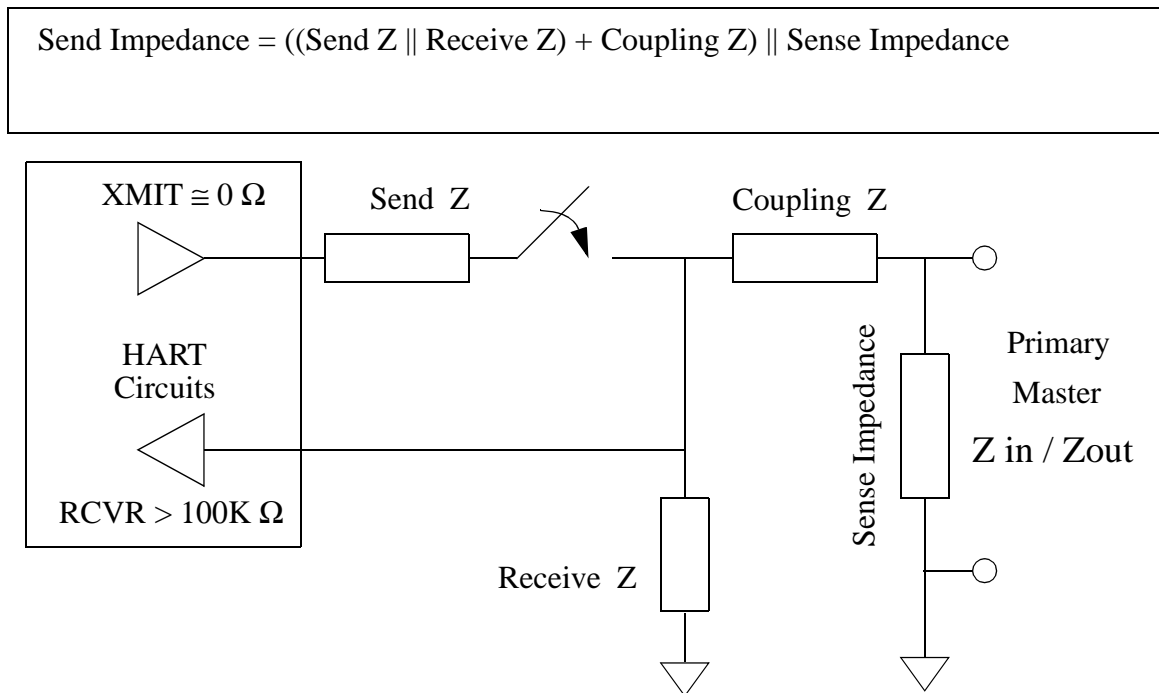 Send Impedance = ((Send Z || Receive Z) + Coupling Z) || Sense Impedance
XMIT ≅ 0 Ω
Send Z
Coupling Z
HART
Circuits
RCVR > 100K Ω
Receive Z
Sense Impedance
Primary
Master
Z in / Zout